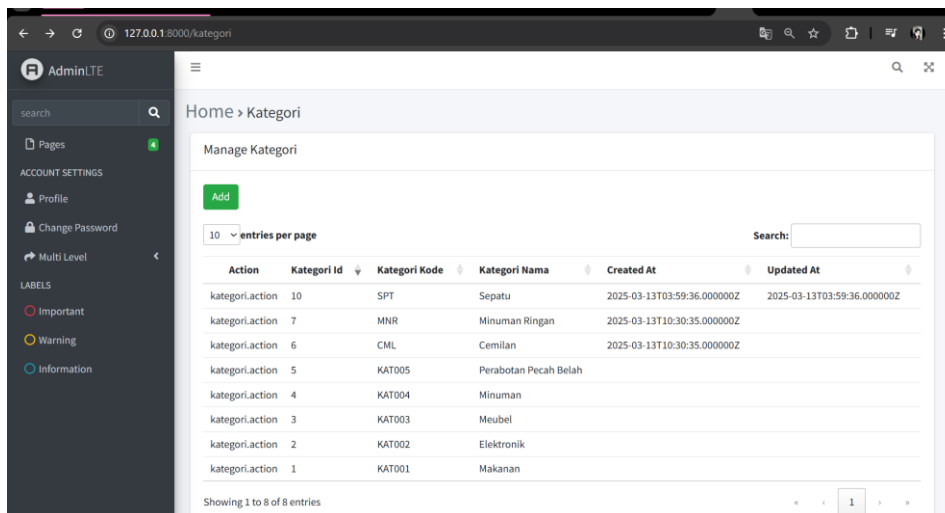 127.0.0.1:8000/kategori
AdminLTE
search
Pages 4
ACCOUNT SETTINGS
Profile
Change Password
Multi Level
LABELS
Important
Warning
Information
Home › Kategori
Manage Kategori
Add
10 entries per page Search:
Action Kategori Id Kategori Kode Kategori Nama Created At Updated At
kategori.action 10 SPT Sepatu 2025-03-13T03:59:36.000000Z 2025-03-13T03:59:36.000000Z
kategori.action 7 MNR Minuman Ringan 2025-03-13T10:30:35.000000Z
kategori.action 6 CML Cemilan 2025-03-13T10:30:35.000000Z
kategori.action 5 KAT005 Perabotan Pecah Belah
kategori.action 4 KAT004 Minuman
kategori.action 3 KAT003 Meubel
kategori.action 2 KAT002 Elektronik
kategori.action 1 KAT001 Makanan
Showing 1 to 8 of 8 entries « ‹ 1 › »